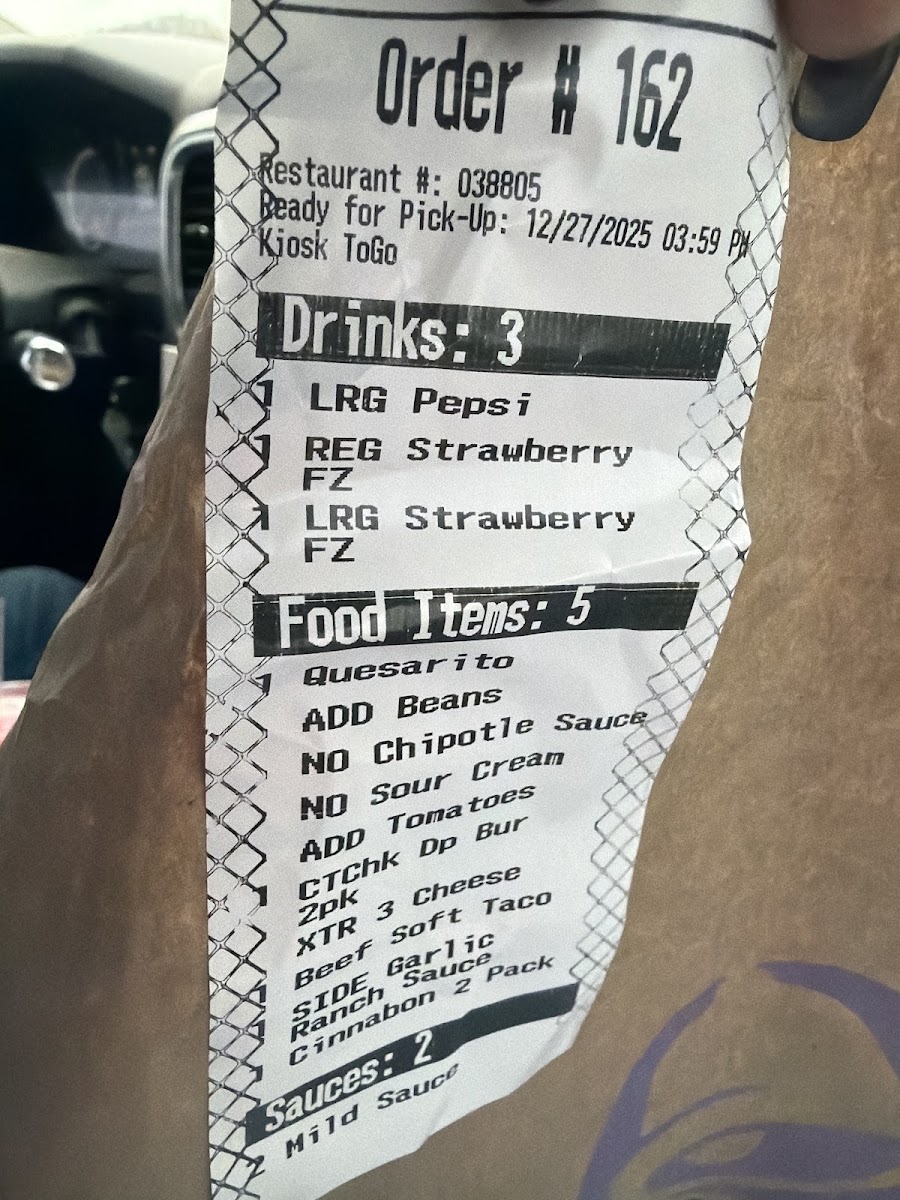 Order # 162
Restaurant #: 038805
Ready for Pick-Up: 12/27/2025 03:59 PM
Kiosk ToGo
Drinks: 3
1 LRG Pepsi
1 REG Strawberry
FZ
1 LRG Strawberry
FZ
Food Items: 5
1 Quesarito
ADD Beans
NO Chipotle Sauce
NO Sour Cream
ADD Tomatoes
1 CTChk Dp Bur
2pk
XTR 3 Cheese
1 Beef Soft Taco
1 SIDE Garlic
Ranch Sauce
1 Cinnabon 2 Pack
Sauces: 2
2 Mild Sauce